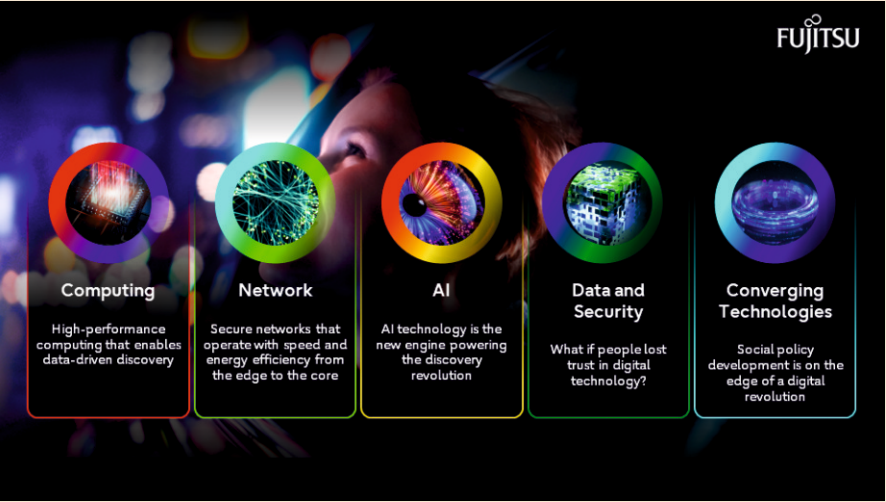 FUJITSU
Computing
High-performance
computing that enables
data-driven discovery
Network
Secure networks that
operate with speed and
energy efficiency from
the edge to the core
AI
AI technology is the
new engine powering
the discovery
revolution
Data and
Security
What if people lost
trust in digital
technology?
Converging
Technologies
Social policy
development is on the
edge of a digital
revolution